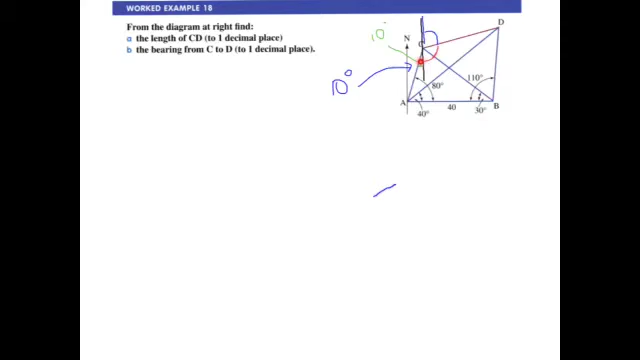 WORKED EXAMPLE 18
From the diagram at right find:
a the length of CD (to 1 decimal place)
b the bearing from C to D (to 1 decimal place).
10°
10°
N
C
D
80°
110°
A
40°
40
30°
B